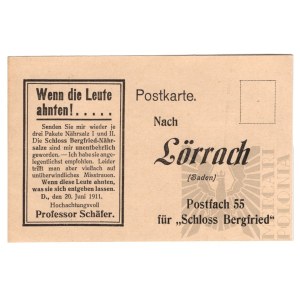 Wenn die Leute
ahnten! . . . . .
Senden Sie mir wieder je
drei Pakete Nährsalz I und II.
Die Schloss Bergfried-Nähr-
salze sind mir unentbehrlich
geworden. — Ich habe sie ange-
legentlichst empfohlen. Leider
trifft man aber vielfach auf
unüberwindliches Misstrauen.
Wenn diese Leute ahnten,
was sie sich entgehen lassen.
D., den 20. Juni 1911.
Hochachtungsvoll
Professor Schäfer.
Postkarte.
Nach
Lörrach
(Baden)
Postfach 55
für „Schloss Bergfried"